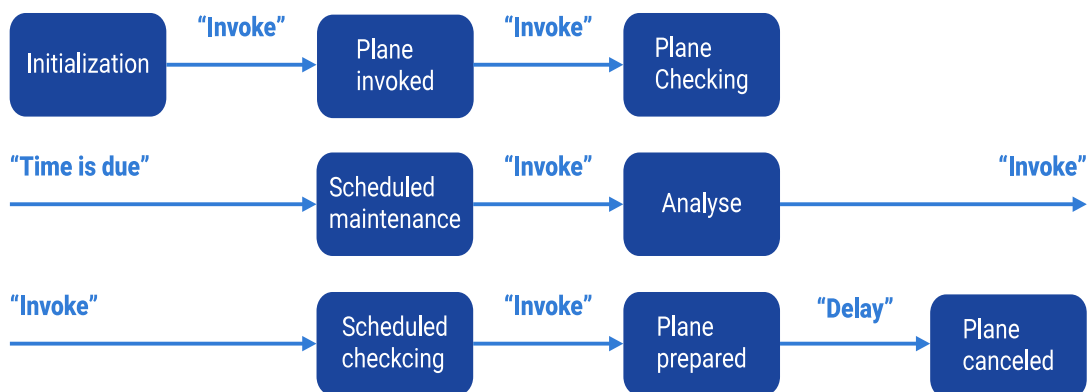 “Invoke”
“Invoke”
Initialization
Plane
invoked
Plane
Checking
“Time is due”
“Invoke”
“Invoke”
Scheduled
maintenance
Analyse
“Invoke”
“Invoke”
“Delay”
Scheduled
checkcing
Plane
prepared
Plane
canceled